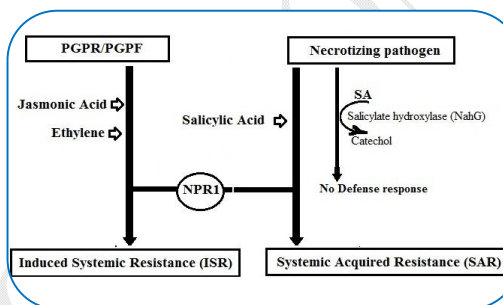 PGPR/PGPF
Necrotizing pathogen
Jasmonic Acid
Ethylene
Salicylic Acid
SA
Salicylate hydroxylase (NahG)
Catechol
NPR1
No Defense response
Induced Systemic Resistance (ISR)
Systemic Acquired Resistance (SAR)